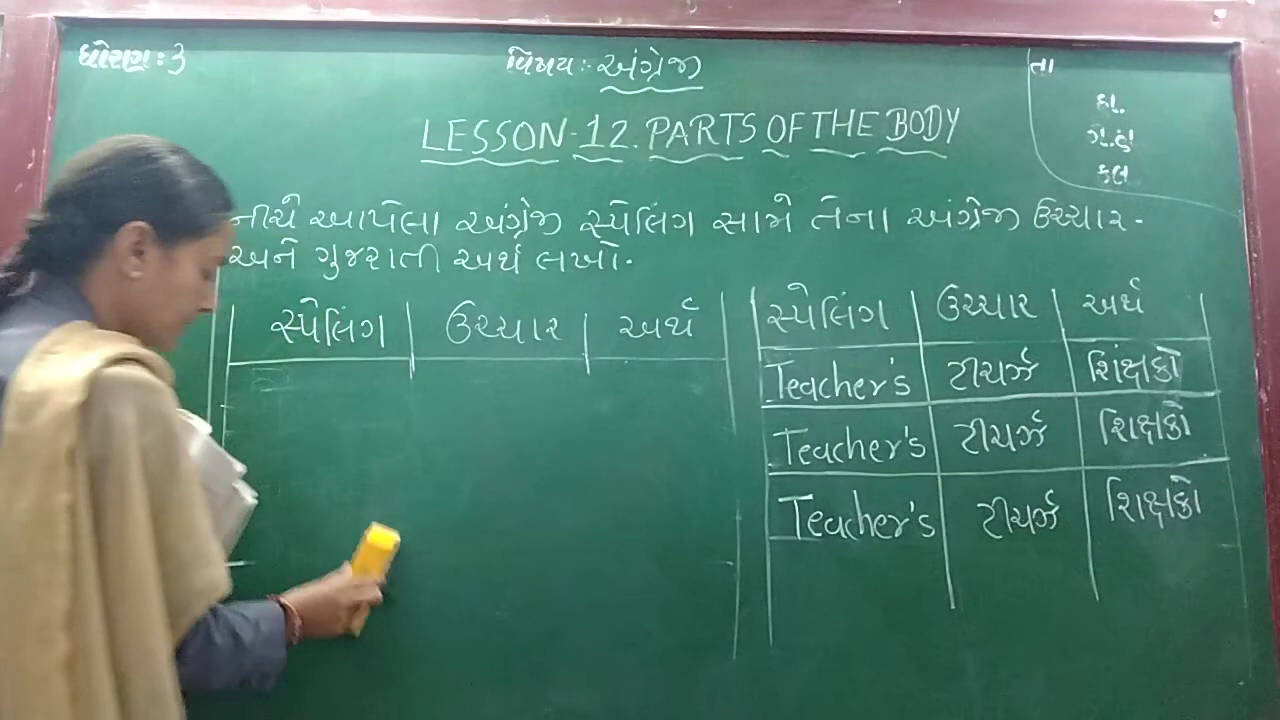 ધોરણ: 3
વિષય:- અંગ્રેજી
તા
LESSON-12. PARTS OF THE BODY
નીચે આપેલા અંગ્રેજી સ્પેલિંગ સામે તેના અંગ્રેજી ઉચ્ચાર
અને ગુજરાતી અર્થ લખો.
સ્પેલિંગ ઉચ્ચાર અર્થ
સ્પેલિંગ ઉચ્ચાર અર્થ
Teacher's ટીચર્ઝ શિંક્ષકો
Teacher's ટીચર્ઝ શિક્ષકો
Teacher's ટીચર્ઝ શિક્ષકો